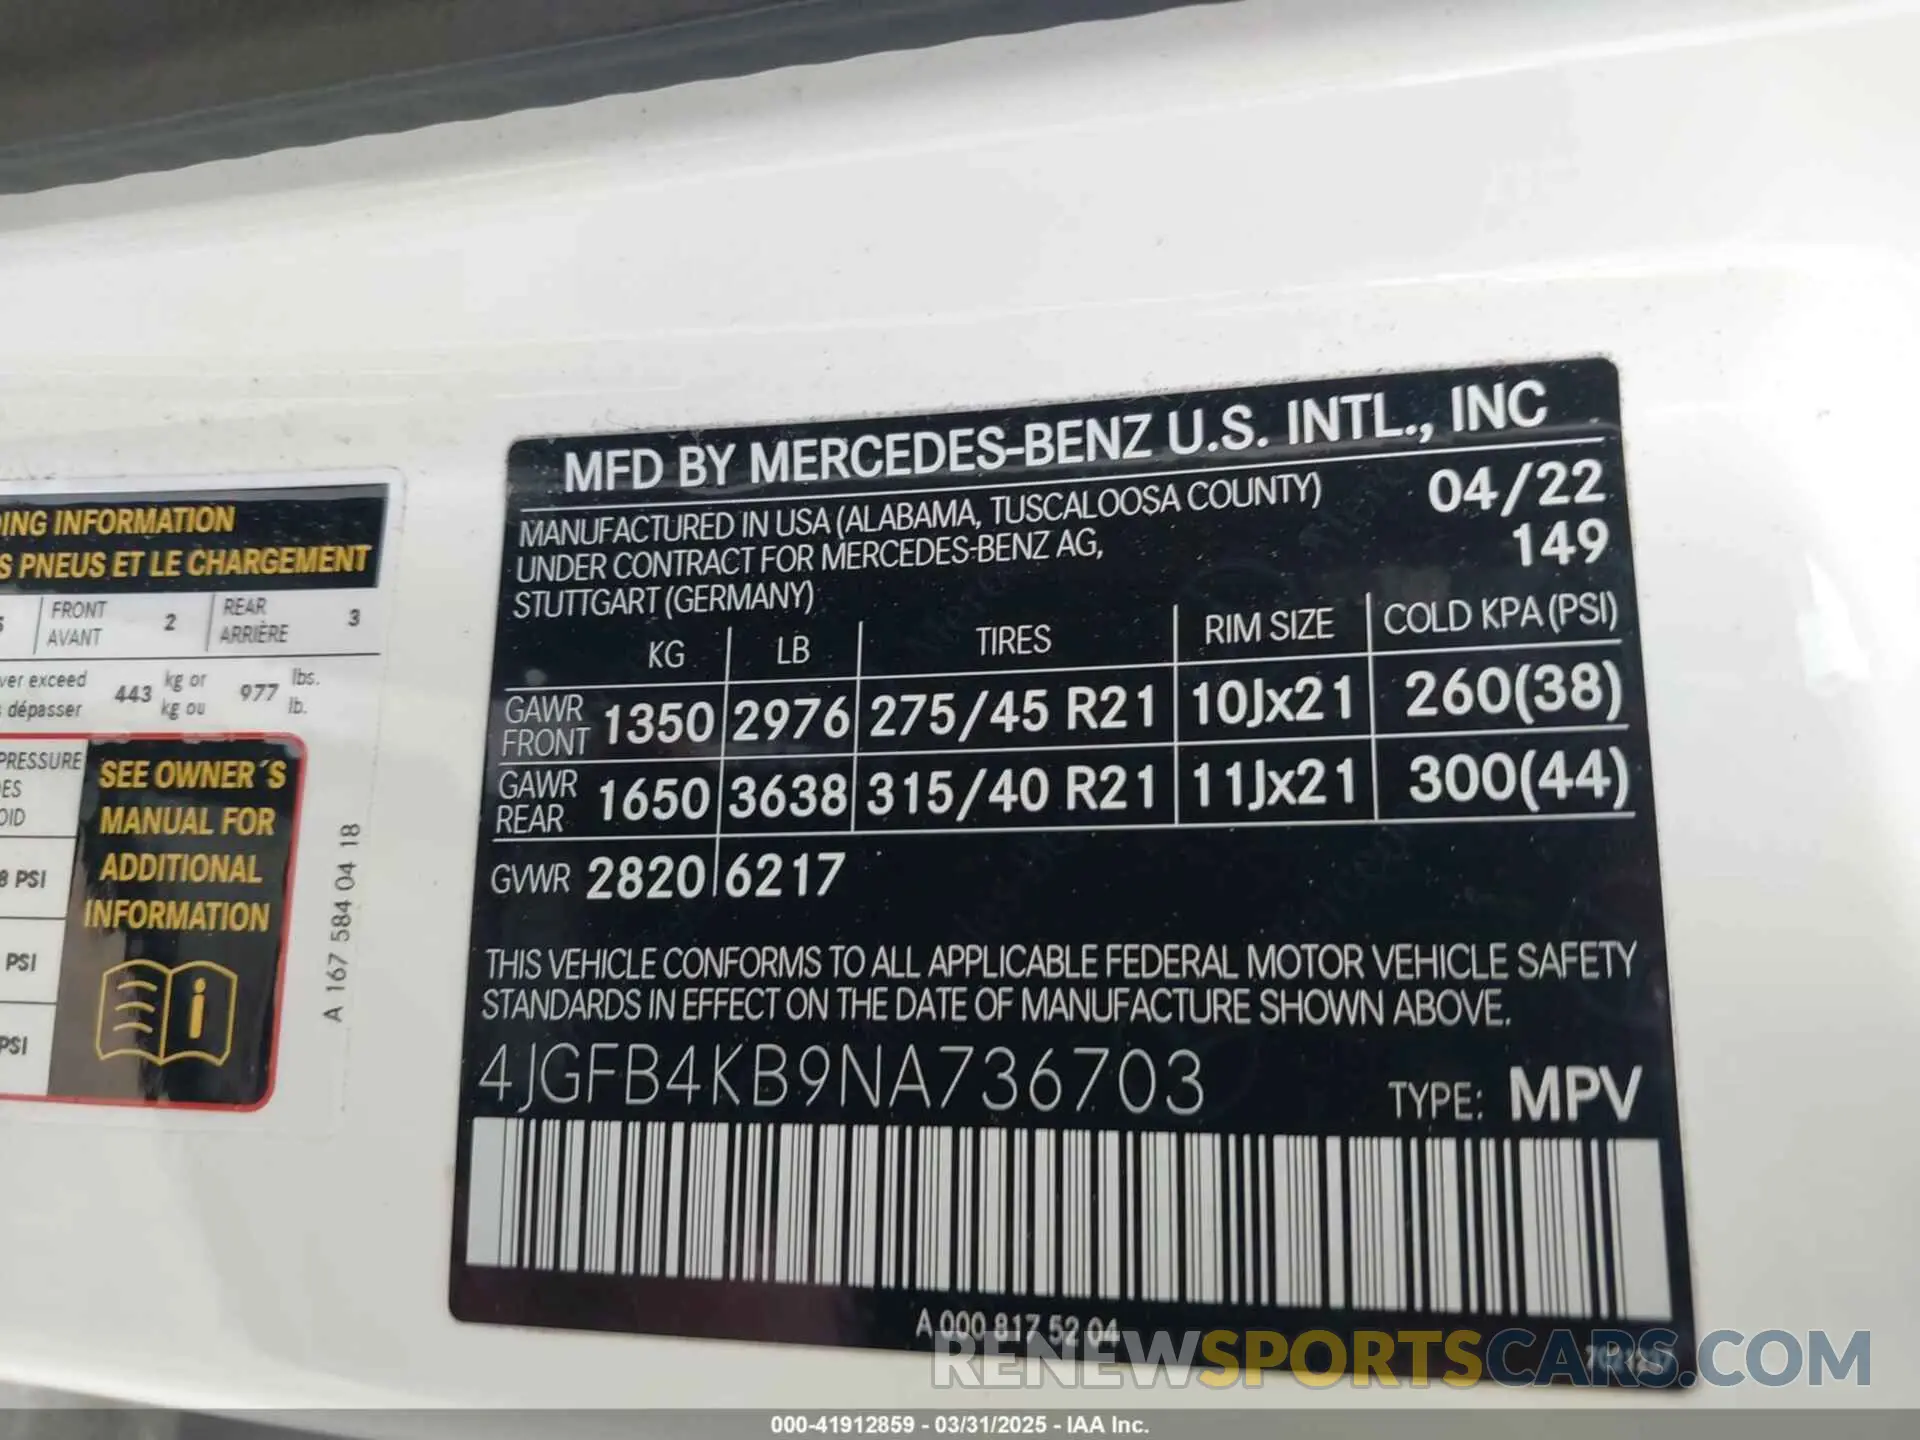 ING INFORMATION
S PNEUS ET LE CHARGEMENT
FRONT
AVANT
2
REAR
ARRIÈRE
3
ver exceed
dépasser
443
kg or
kg ou
977
lbs.
lb.
PRESSURE
ES
OID
8 PSI
PSI
PSI
SEE OWNER´S
MANUAL FOR
ADDITIONAL
INFORMATION
A 167 584 04 18
MFD BY MERCEDES-BENZ U.S. INTL., INC
MANUFACTURED IN USA (ALABAMA, TUSCALOOSA COUNTY)
UNDER CONTRACT FOR MERCEDES-BENZ AG,
STUTTGART (GERMANY)
04/22
149
KG LB TIRES RIM SIZE COLD KPA (PSI)
GAWR FRONT 1350 2976 275/45 R21 10Jx21 260(38)
GAWR REAR 1650 3638 315/40 R21 11Jx21 300(44)
GVWR 2820 6217
THIS VEHICLE CONFORMS TO ALL APPLICABLE FEDERAL MOTOR VEHICLE SAFETY
STANDARDS IN EFFECT ON THE DATE OF MANUFACTURE SHOWN ABOVE.
4JGFB4KB9NA736703
TYPE: MPV
A 000 817 52 04
RENEWSPORTSCARS.COM
000-41912859 - 03/31/2025 - IAA Inc.